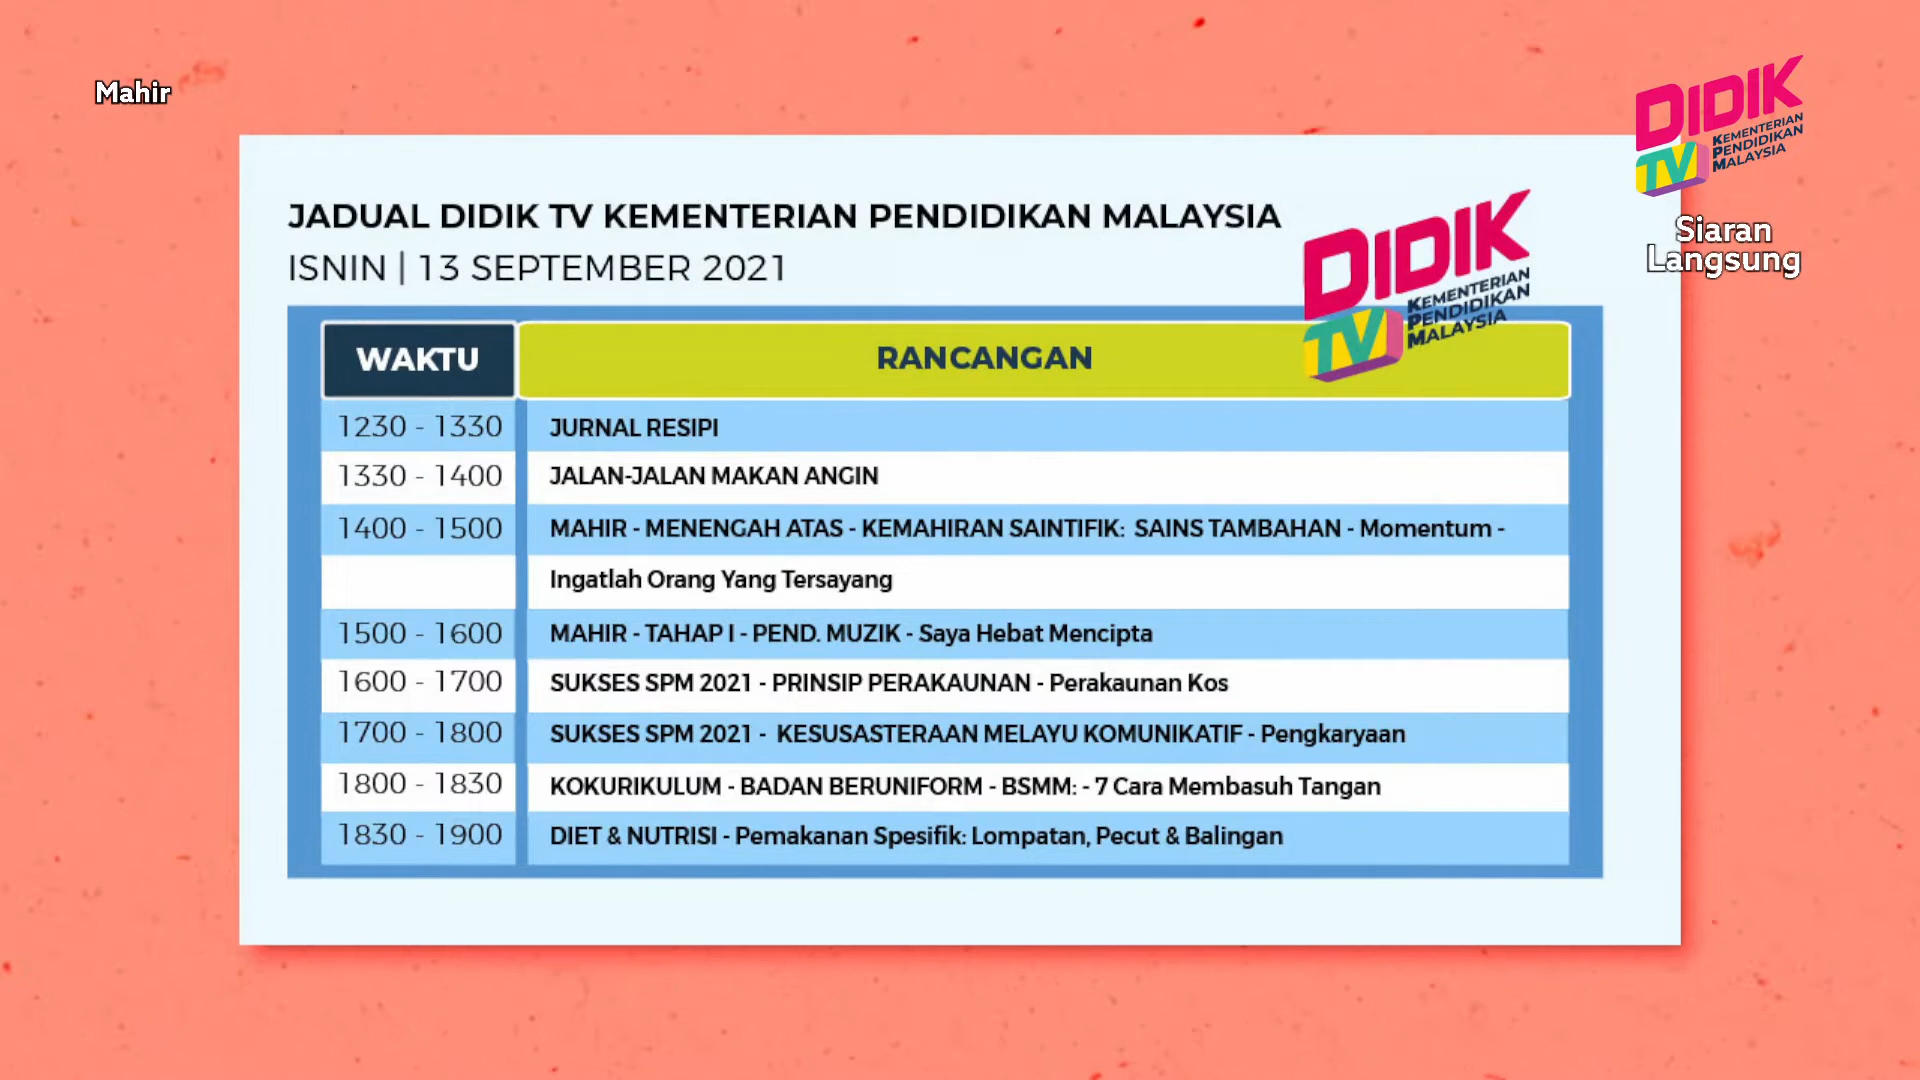 Mahir
DIDIK
TV
KEMENTERIAN
PENDIDIKAN
MALAYSIA
Siaran
Langsung
JADUAL DIDIK TV KEMENTERIAN PENDIDIKAN MALAYSIA
ISNIN | 13 SEPTEMBER 2021
DIDIK
TV
KEMENTERIAN
PENDIDIKAN
MALAYSIA
WAKTU RANCANGAN
1230 - 1330 JURNAL RESIPI
1330 - 1400 JALAN-JALAN MAKAN ANGIN
1400 - 1500 MAHIR - MENENGAH ATAS - KEMAHIRAN SAINTIFIK: SAINS TAMBAHAN - Momentum -
Ingatlah Orang Yang Tersayang
1500 - 1600 MAHIR - TAHAP I - PEND. MUZIK - Saya Hebat Mencipta
1600 - 1700 SUKSES SPM 2021 - PRINSIP PERAKAUNAN - Perakaunan Kos
1700 - 1800 SUKSES SPM 2021 - KESUSASTERAAN MELAYU KOMUNIKATIF - Pengkaryaan
1800 - 1830 KOKURIKULUM - BADAN BERUNIFORM - BSMM: - 7 Cara Membasuh Tangan
1830 - 1900 DIET & NUTRISI - Pemakanan Spesifik: Lompatan, Pecut & Balingan